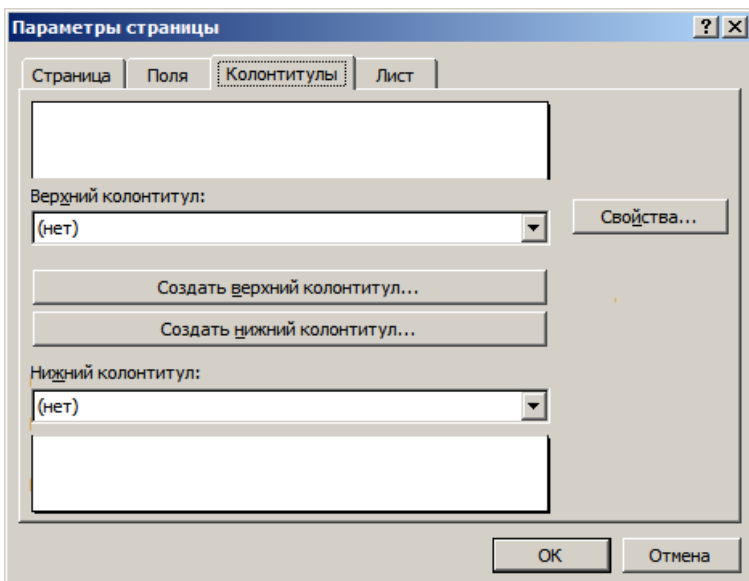 Параметры страницы
Страница Поля Колонтитулы Лист
Верхний колонтитул:
(нет)
Свойства...
Создать верхний колонтитул...
Создать нижний колонтитул...
Нижний колонтитул:
(нет)
ОК Отмена